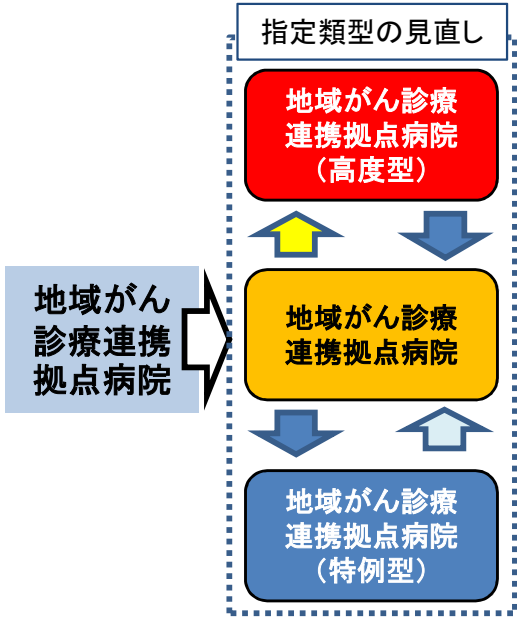 指定類型の見直し
地域がん診療
連携拠点病院
（高度型）
地域がん
診療連携
拠点病院
地域がん診療
連携拠点病院
地域がん診療
連携拠点病院
（特例型）